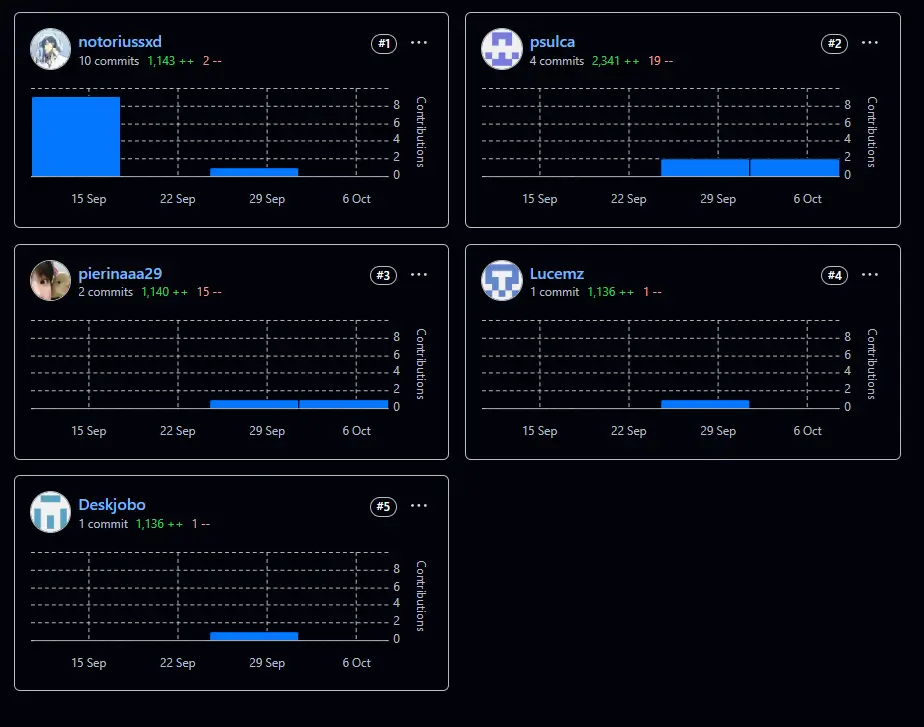 notoriussxd
#1
...
10 commits 1,143 ++ 2 --
8
6
4
2
0
Contributions
15 Sep 22 Sep 29 Sep 6 Oct
psulca
#2
...
4 commits 2,341 ++ 19 --
8
6
4
2
0
Contributions
15 Sep 22 Sep 29 Sep 6 Oct
pierinaaa29
#3
...
2 commits 1,140 ++ 15 --
8
6
4
2
0
Contributions
15 Sep 22 Sep 29 Sep 6 Oct
Lucemz
#4
...
1 commit 1,136 ++ 1 --
8
6
4
2
0
Contributions
15 Sep 22 Sep 29 Sep 6 Oct
Deskjobo
#5
...
1 commit 1,136 ++ 1 --
8
6
4
2
0
Contributions
15 Sep 22 Sep 29 Sep 6 Oct